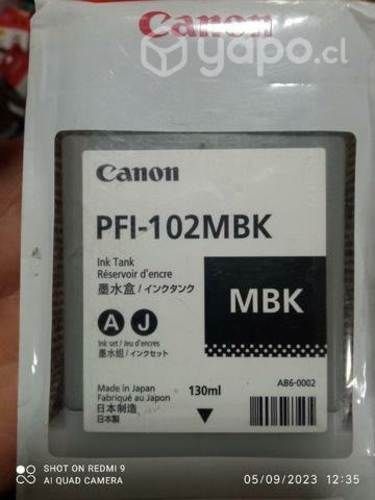 Canon
yapo.cl
Canon
PFI-102MBK
Ink Tank
Réservoir d'encre
墨水盒/インクタンク
MBK
A J
Ink set / Jeu d'encres
墨水组/インクセット
Made in Japan
Fabriqué au Japon
日本制造
日本製
130ml
AB6-0002
SHOT ON REDMI 9
AI QUAD CAMERA
05/09/2023 12:35